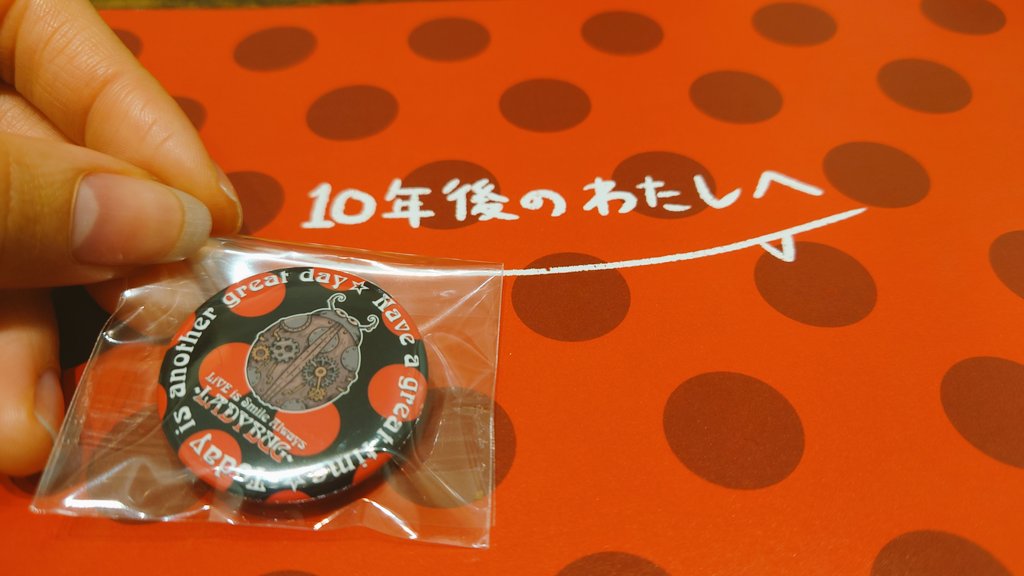 10年後のわたしへ
Have a great time ☆ Today is another great day ☆
LiVE is Smile Always
LADYBUG